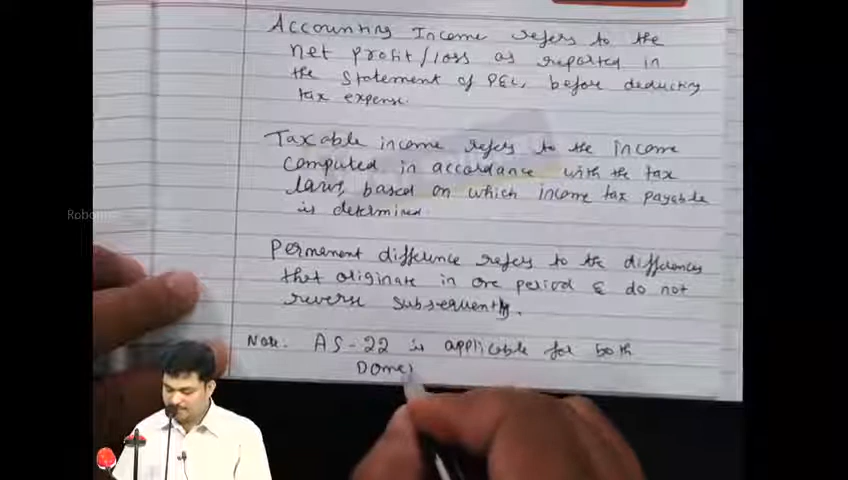 Accounting Income refers to the
net profit/loss as reported in
the Statement of P&L, before deducting
tax expense.
Taxable income refers to the income
computed in accordance with the tax
laws, based on which income tax payable
is determined.
Permanent difference refers to the differences
that originate in one period & do not
reverse subsequently.
Note: AS-22 is applicable for both
Domes